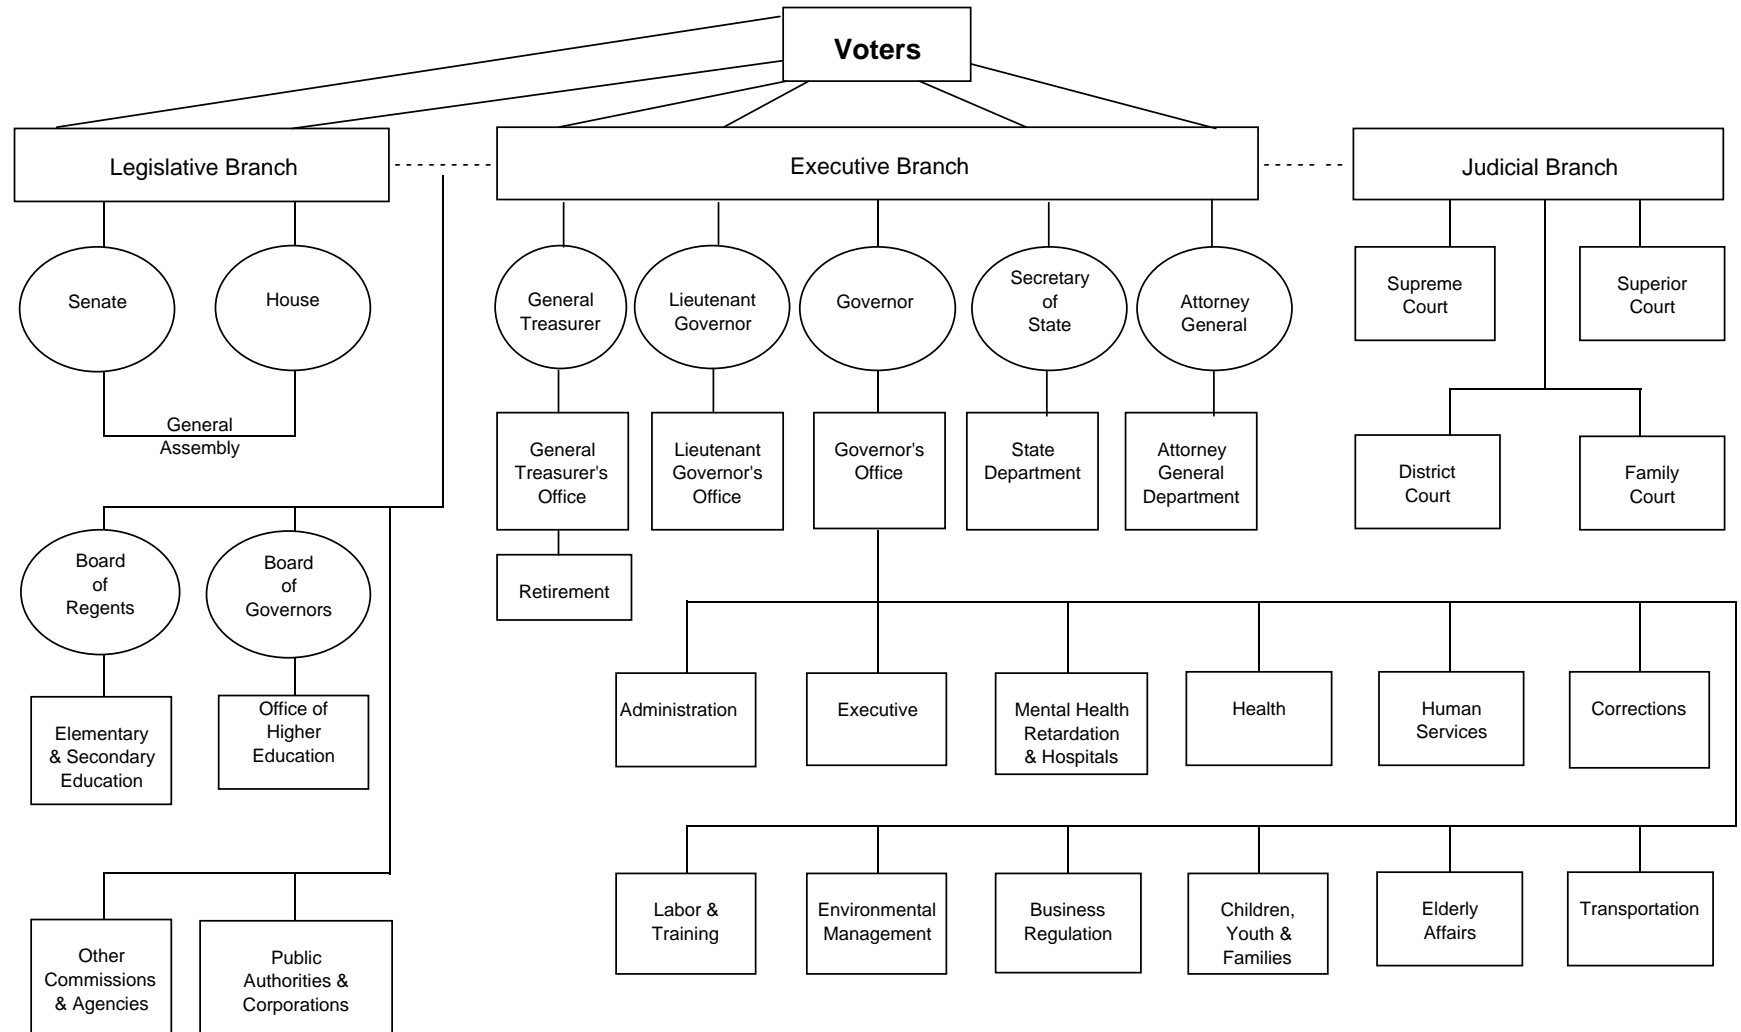 Voters
Legislative Branch
Executive Branch
Judicial Branch
Senate
House
General
Treasurer
Lieutenant
Governor
Governor
Secretary
of
State
Attorney
General
Supreme
Court
Superior
Court
General
Assembly
General
Treasurer's
Office
Lieutenant
Governor's
Office
Governor's
Office
State
Department
Attorney
General
Department
District
Court
Family
Court
Board
of
Regents
Board
of
Governors
Retirement
Elementary
& Secondary
Education
Office of
Higher
Education
Administration
Executive
Mental Health
Retardation
& Hospitals
Health
Human
Services
Corrections
Other
Commissions
& Agencies
Public
Authorities &
Corporations
Labor &
Training
Environmental
Management
Business
Regulation
Children,
Youth &
Families
Elderly
Affairs
Transportation